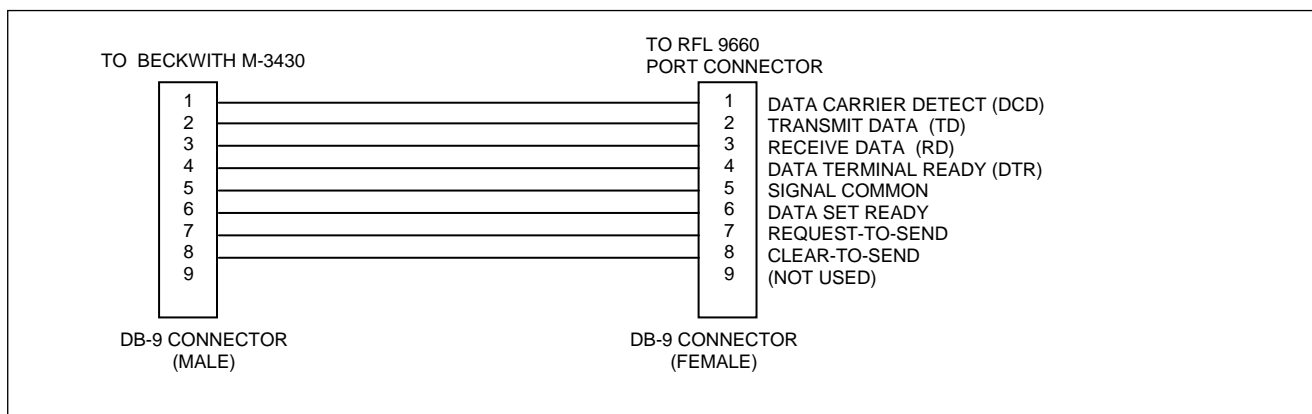 TO BECKWITH M-3430
TO RFL 9660
PORT CONNECTOR
1 1 DATA CARRIER DETECT (DCD)
2 2 TRANSMIT DATA (TD)
3 3 RECEIVE DATA (RD)
4 4 DATA TERMINAL READY (DTR)
5 5 SIGNAL COMMON
6 6 DATA SET READY
7 7 REQUEST-TO-SEND
8 8 CLEAR-TO-SEND
9 9 (NOT USED)
DB-9 CONNECTOR
(MALE)
DB-9 CONNECTOR
(FEMALE)